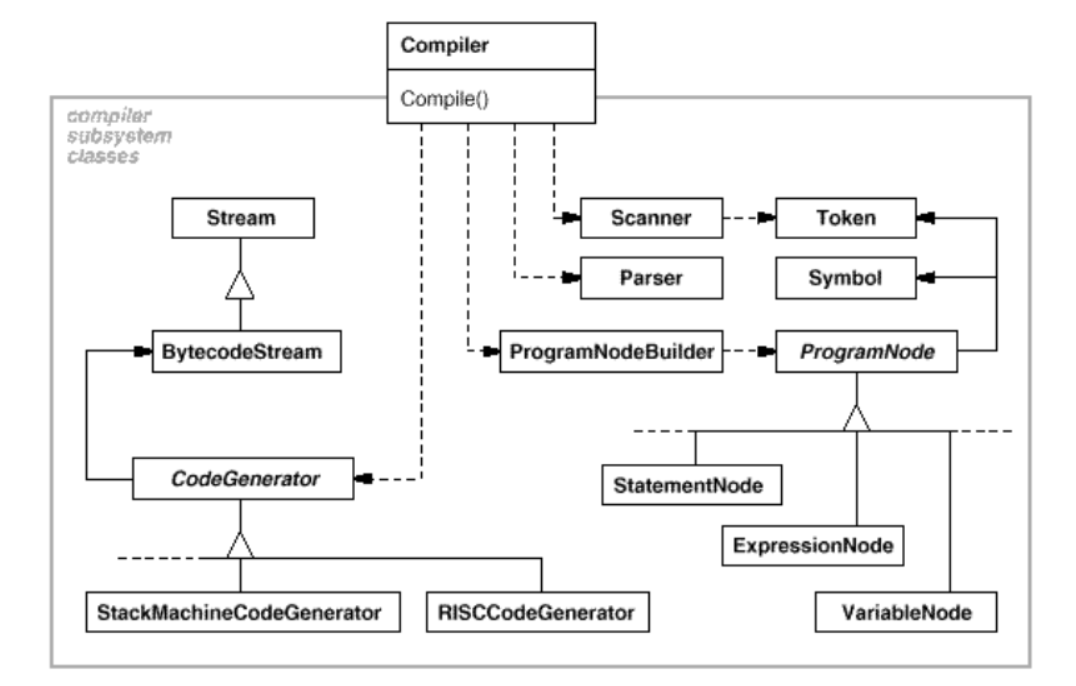 Compiler
Compile()
compiler
subsystem
classes
Stream
Scanner
Token
Parser
Symbol
BytecodeStream
ProgramNodeBuilder
ProgramNode
CodeGenerator
StatementNode
ExpressionNode
StackMachineCodeGenerator
RISCCodeGenerator
VariableNode